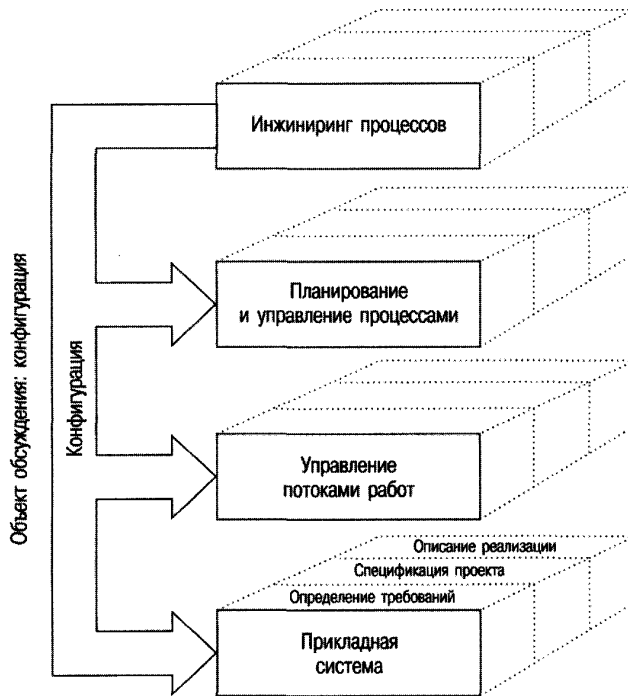 Инжиниринг процессов
Планирование
и управление процессами
Управление
потоками работ
Описание реализации
Спецификация проекта
Определение требований
Прикладная
система
Объект обсуждения: конфигурация
Конфигурация